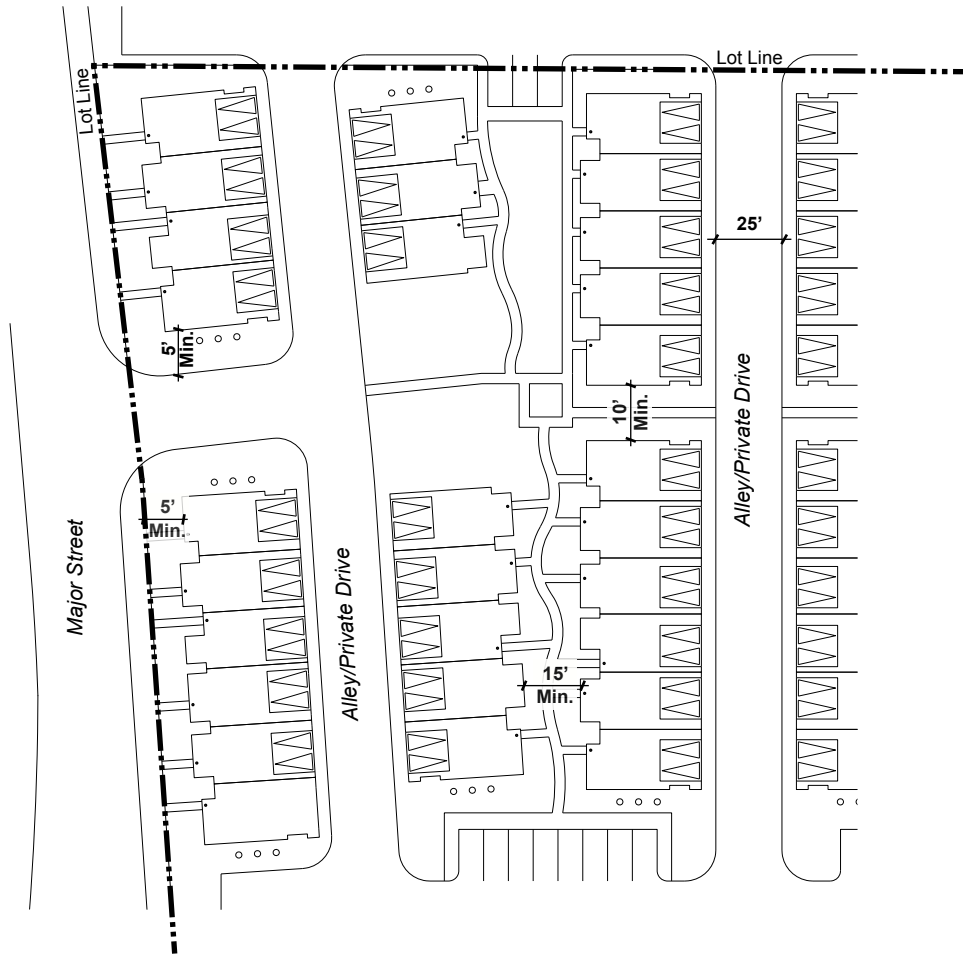 Lot Line
Lot Line
25'
5'
Min.
10'
Min.
Alley/Private Drive
5'
Min.
Major Street
Alley/Private Drive
15'
Min.